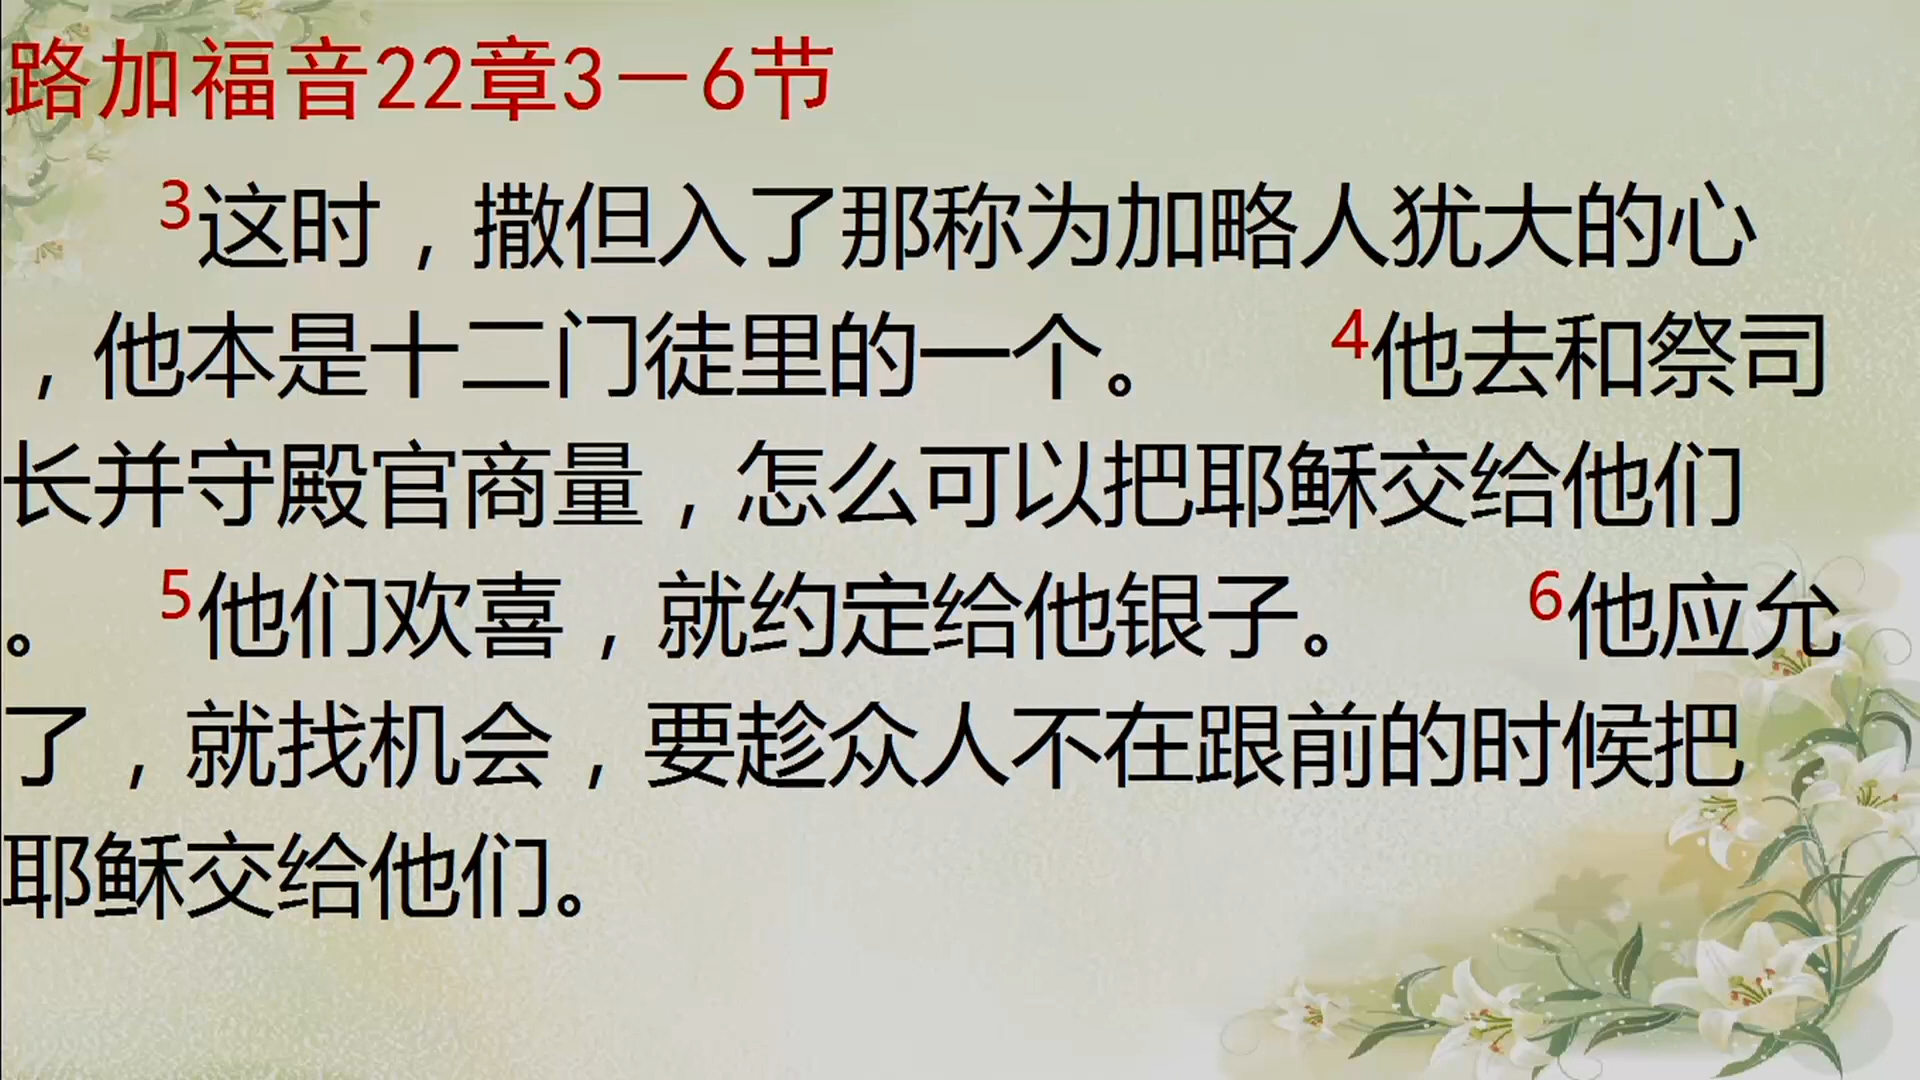 路加福音22章3－6节
3这时，撒但入了那称为加略人犹大的心
，他本是十二门徒里的一个。 4他去和祭司
长并守殿官商量，怎么可以把耶稣交给他们
。 5他们欢喜，就约定给他银子。 6他应允
了，就找机会，要趁众人不在跟前的时候把
耶稣交给他们。